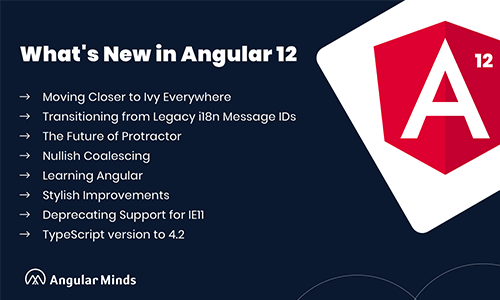 What's New in Angular 12
→ Moving Closer to Ivy Everywhere
→ Transitioning from Legacy i18n Message IDs
→ The Future of Protractor
→ Nullish Coalescing
→ Learning Angular
→ Stylish Improvements
→ Deprecating Support for IE11
→ TypeScript version to 4.2
A 12
Angular Minds